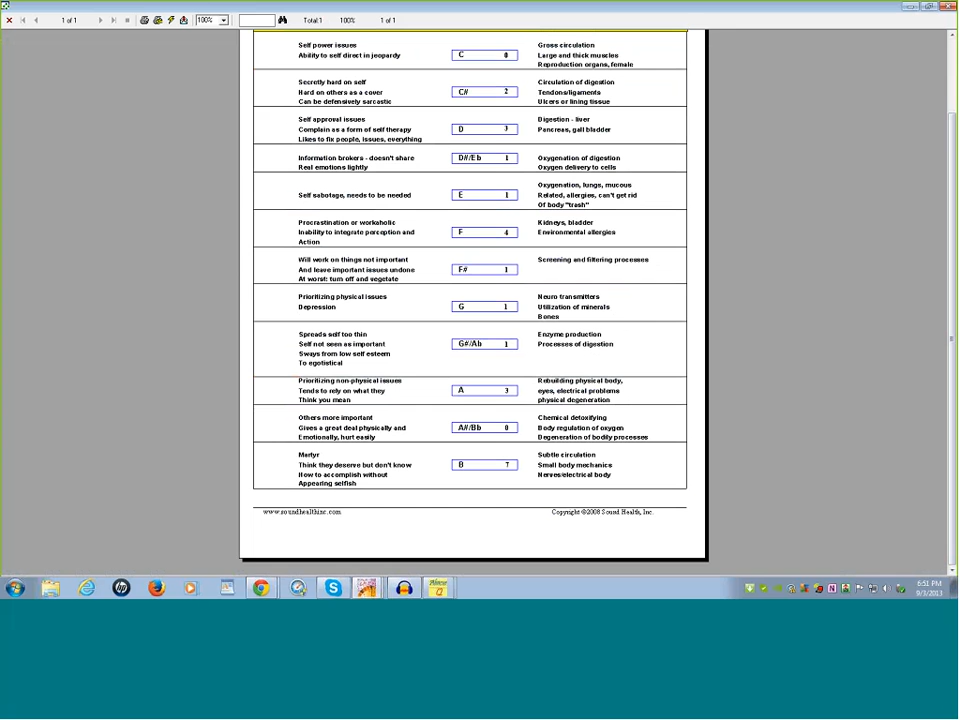 1 of 1 100% Total:1 100% 1 of 1
Self power issues
Ability to self direct in jeopardy
C 0
Gross circulation
Large and thick muscles
Reproduction organs, female
Secretly hard on self
Hard on others as a cover
Can be defensively sarcastic
C# 2
Circulation of digestion
Tendons/ligaments
Ulcers or lining tissue
Self approval issues
Complain as a form of self therapy
Likes to fix people, issues, everything
D 3
Digestion - liver
Pancreas, gall bladder
Information brokers - doesn't share
Real emotions lightly
D#/Eb 1
Oxygenation of digestion
Oxygen delivery to cells
Self sabotage, needs to be needed
E 1
Oxygenation, lungs, mucous
Related, allergies, can't get rid
Of body "trash"
Procrastination or workaholic
Inability to integrate perception and
Action
F 4
Kidneys, bladder
Environmental allergies
Will work on things not important
And leave important issues undone
At worst: turn off and vegetate
F# 1
Screening and filtering processes
Prioritizing physical issues
Depression
G 1
Neuro transmitters
Utilization of minerals
Bones
Spreads self too thin
Self not seen as important
Sways from low self esteem
To egotistical
G#/Ab 1
Enzyme production
Processes of digestion
Prioritizing non-physical issues
Tends to rely on what they
Think you mean
A 3
Rebuilding physical body,
eyes, electrical problems
physical degeneration
Others more important
Gives a great deal physically and
Emotionally, hurt easily
A#/Bb 0
Chemical detoxifying
Body regulation of oxygen
Degeneration of bodily processes
Martyr
Think they deserve but don't know
How to accomplish without
Appearing selfish
B 7
Subtle circulation
Small body mechanics
Nerves/electrical body
www.soundhealthinc.com Copyright ©2008 Sound Health, Inc.
6:51 PM
9/3/2013